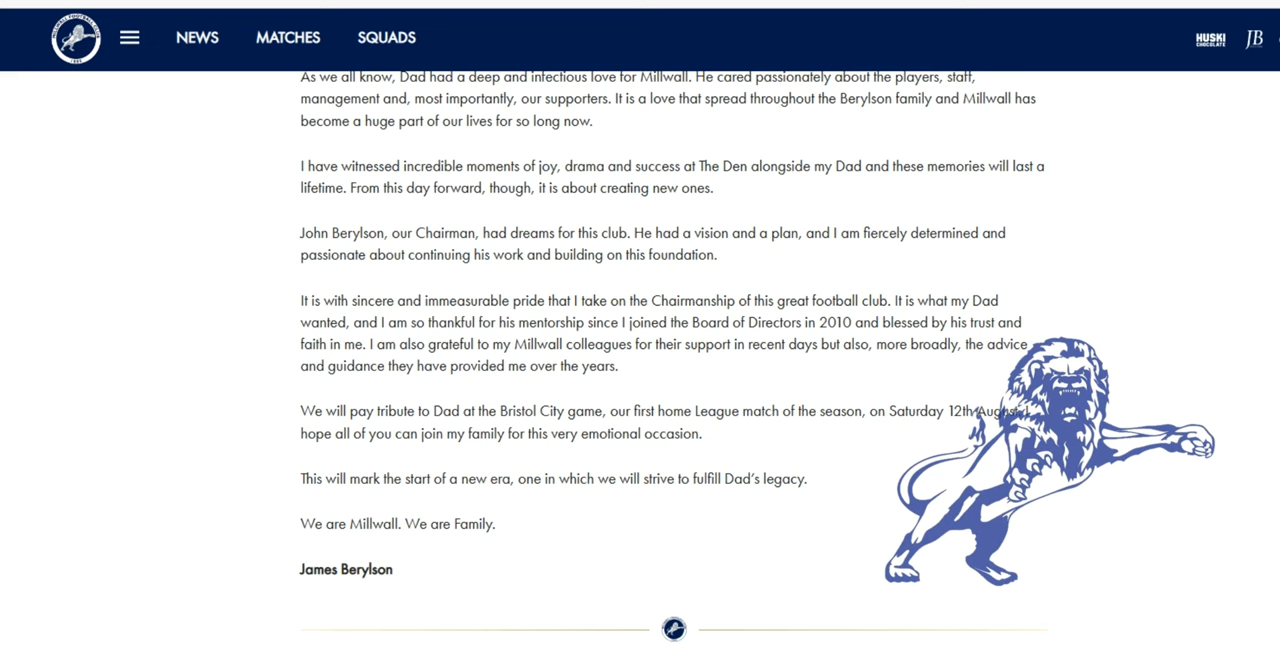 MILLWALL FOOTBALL CLUB
1885
NEWS
MATCHES
SQUADS
HUSKI
CHOCOLATE
JB
As we all know, Dad had a deep and infectious love for Millwall. He cared passionately about the players, staff,
management and, most importantly, our supporters. It is a love that spread throughout the Berylson family and Millwall has
become a huge part of our lives for so long now.
I have witnessed incredible moments of joy, drama and success at The Den alongside my Dad and these memories will last a
lifetime. From this day forward, though, it is about creating new ones.
John Berylson, our Chairman, had dreams for this club. He had a vision and a plan, and I am fiercely determined and
passionate about continuing his work and building on this foundation.
It is with sincere and immeasurable pride that I take on the Chairmanship of this great football club. It is what my Dad
wanted, and I am so thankful for his mentorship since I joined the Board of Directors in 2010 and blessed by his trust and
faith in me. I am also grateful to my Millwall colleagues for their support in recent days but also, more broadly, the advice
and guidance they have provided me over the years.
We will pay tribute to Dad at the Bristol City game, our first home League match of the season, on Saturday 12th August. I
hope all of you can join my family for this very emotional occasion.
This will mark the start of a new era, one in which we will strive to fulfill Dad's legacy.
We are Millwall. We are Family.
James Berylson